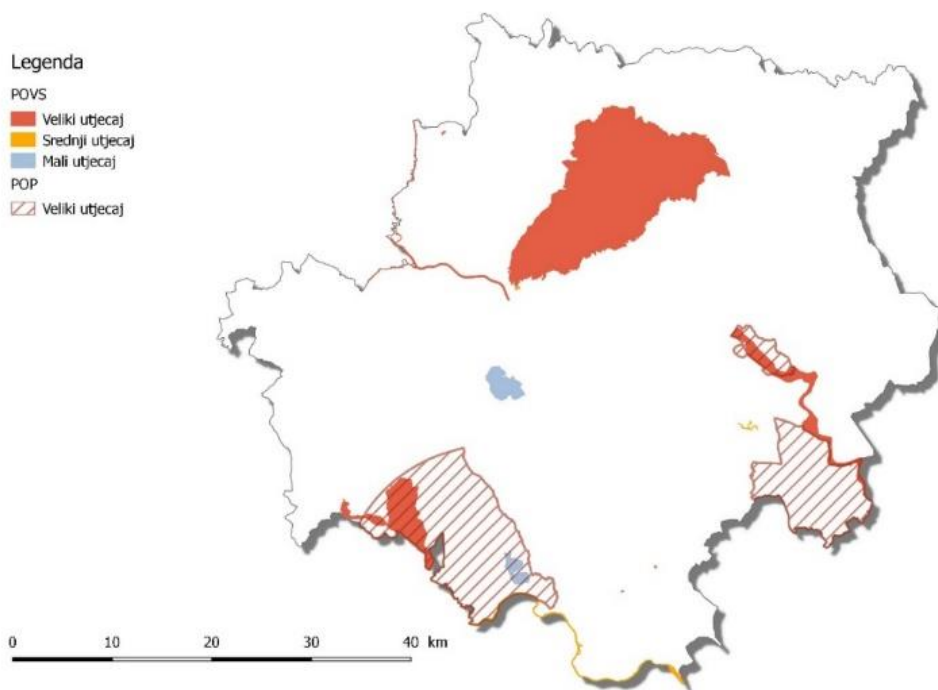 Legenda
POVS
Veliki utjecaj
Srednji utjecaj
Mali utjecaj
POP
Veliki utjecaj
0 10 20 30 40 km